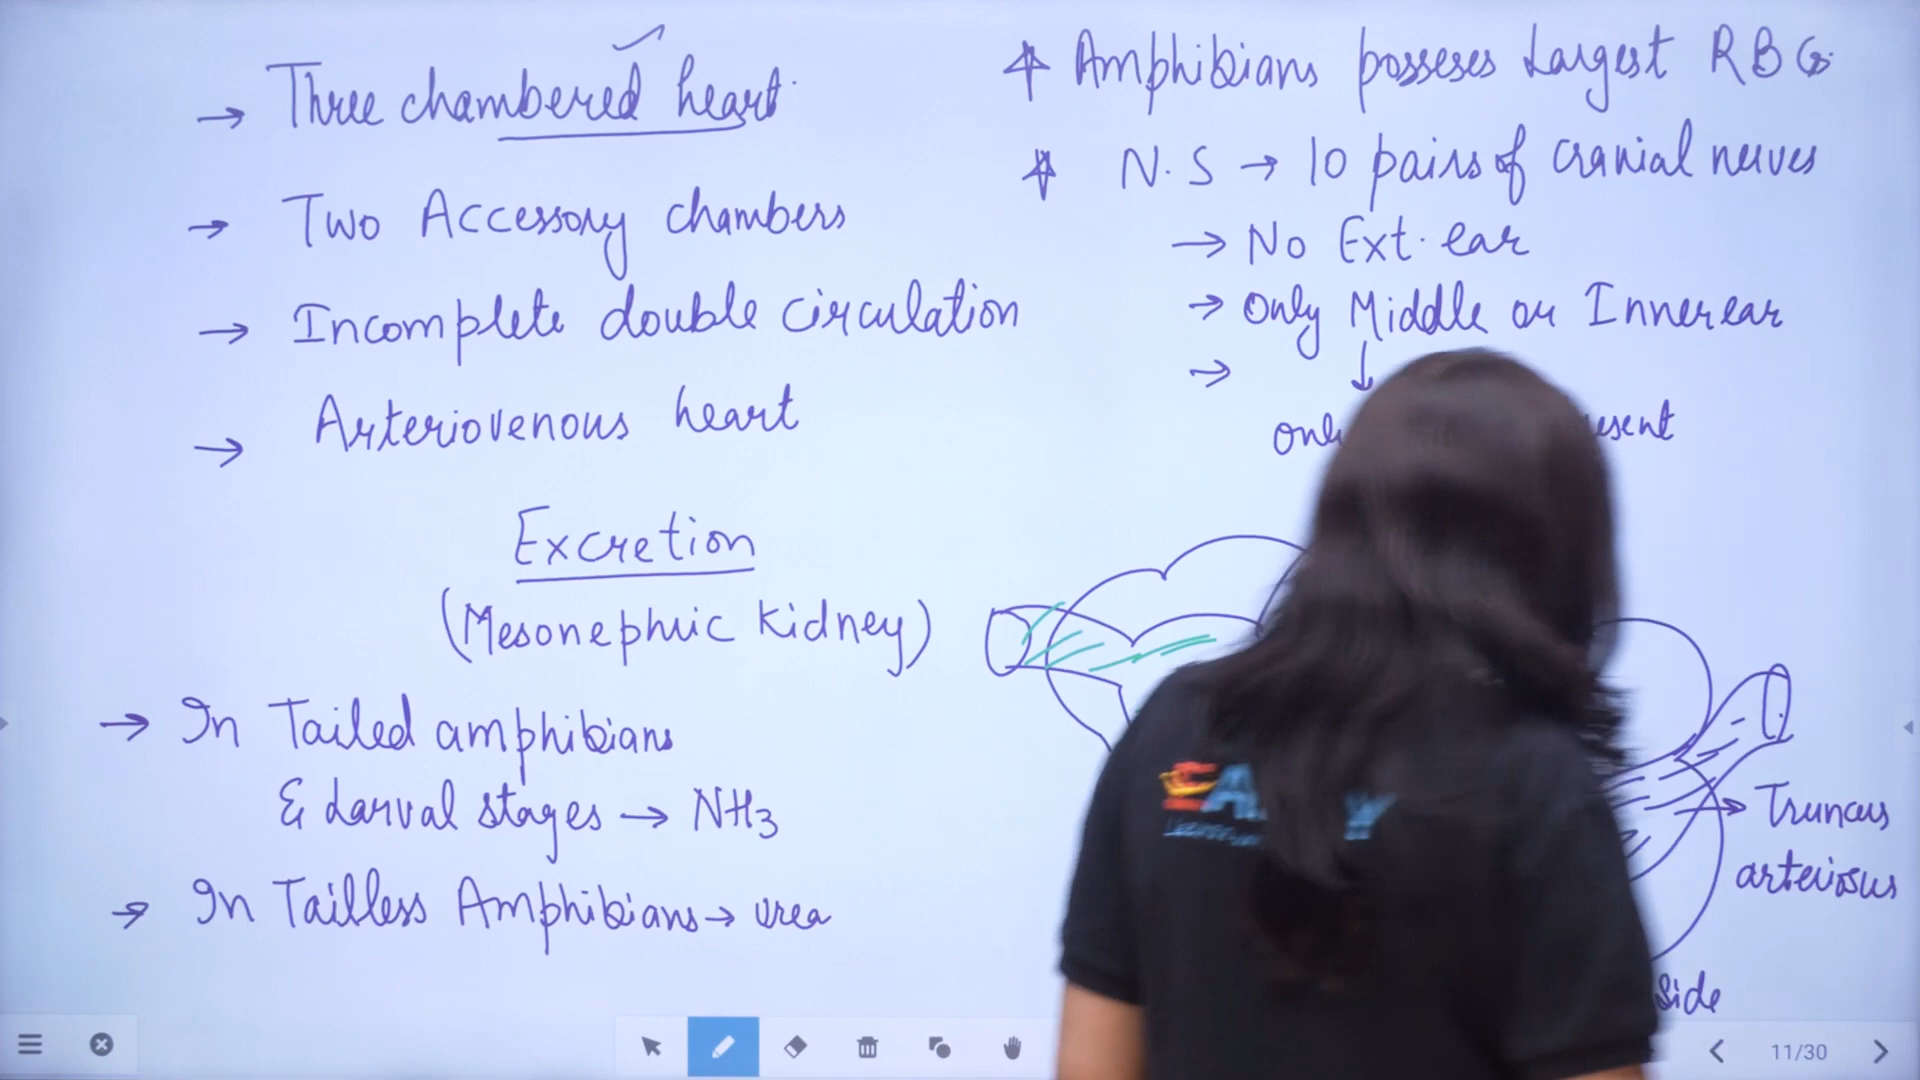 → Three chambered heart.
→ Two Accessory chambers
→ Incomplete double circulation
→ Arteriovenous heart
Excretion
(Mesonephric Kidney)
→ In Tailed amphibians
& Larval stages → NH3
→ In Tailless Amphibians → urea
Amphibians posseses Largest RBCs.
N.S → 10 pairs of cranial nerves
→ No Ext. ear
→ Only Middle or Inner ear
→ ↓
Truncus
arteriosus
side
11/30